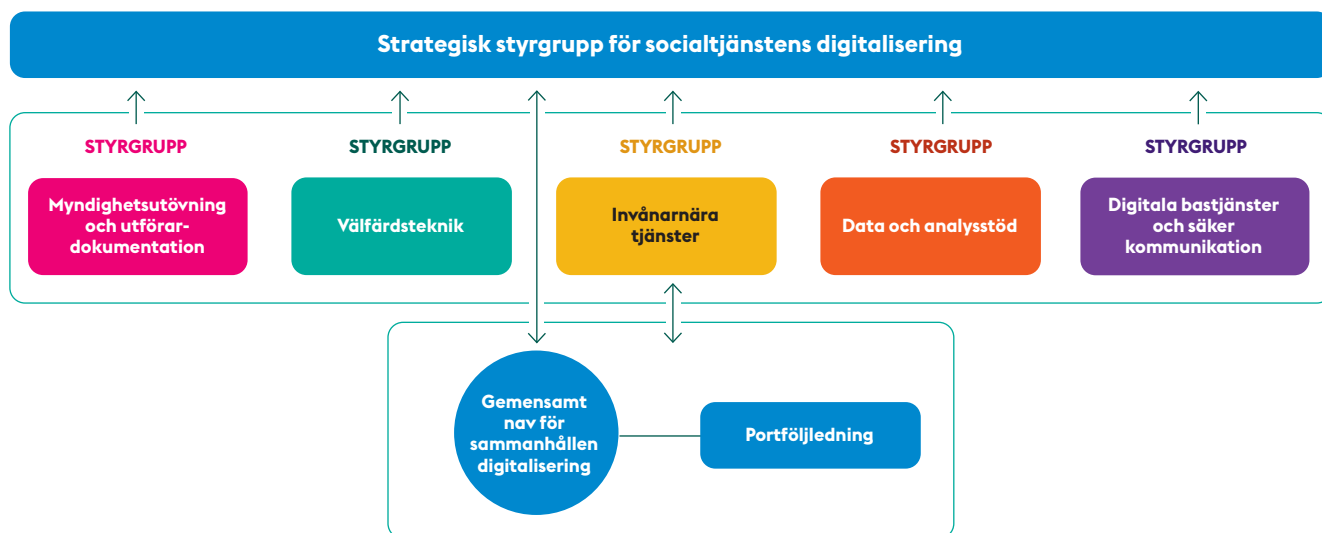 Strategisk styrgrupp för socialtjänstens digitalisering
STYRGRUPP
Myndighetsutövning
och utförar-
dokumentation
STYRGRUPP
Välfärdsteknik
STYRGRUPP
Invånarnära
tjänster
STYRGRUPP
Data och analysstöd
STYRGRUPP
Digitala bastjänster
och säker
kommunikation
Gemensamt
nav för
sammanhållen
digitalisering
Portföljledning